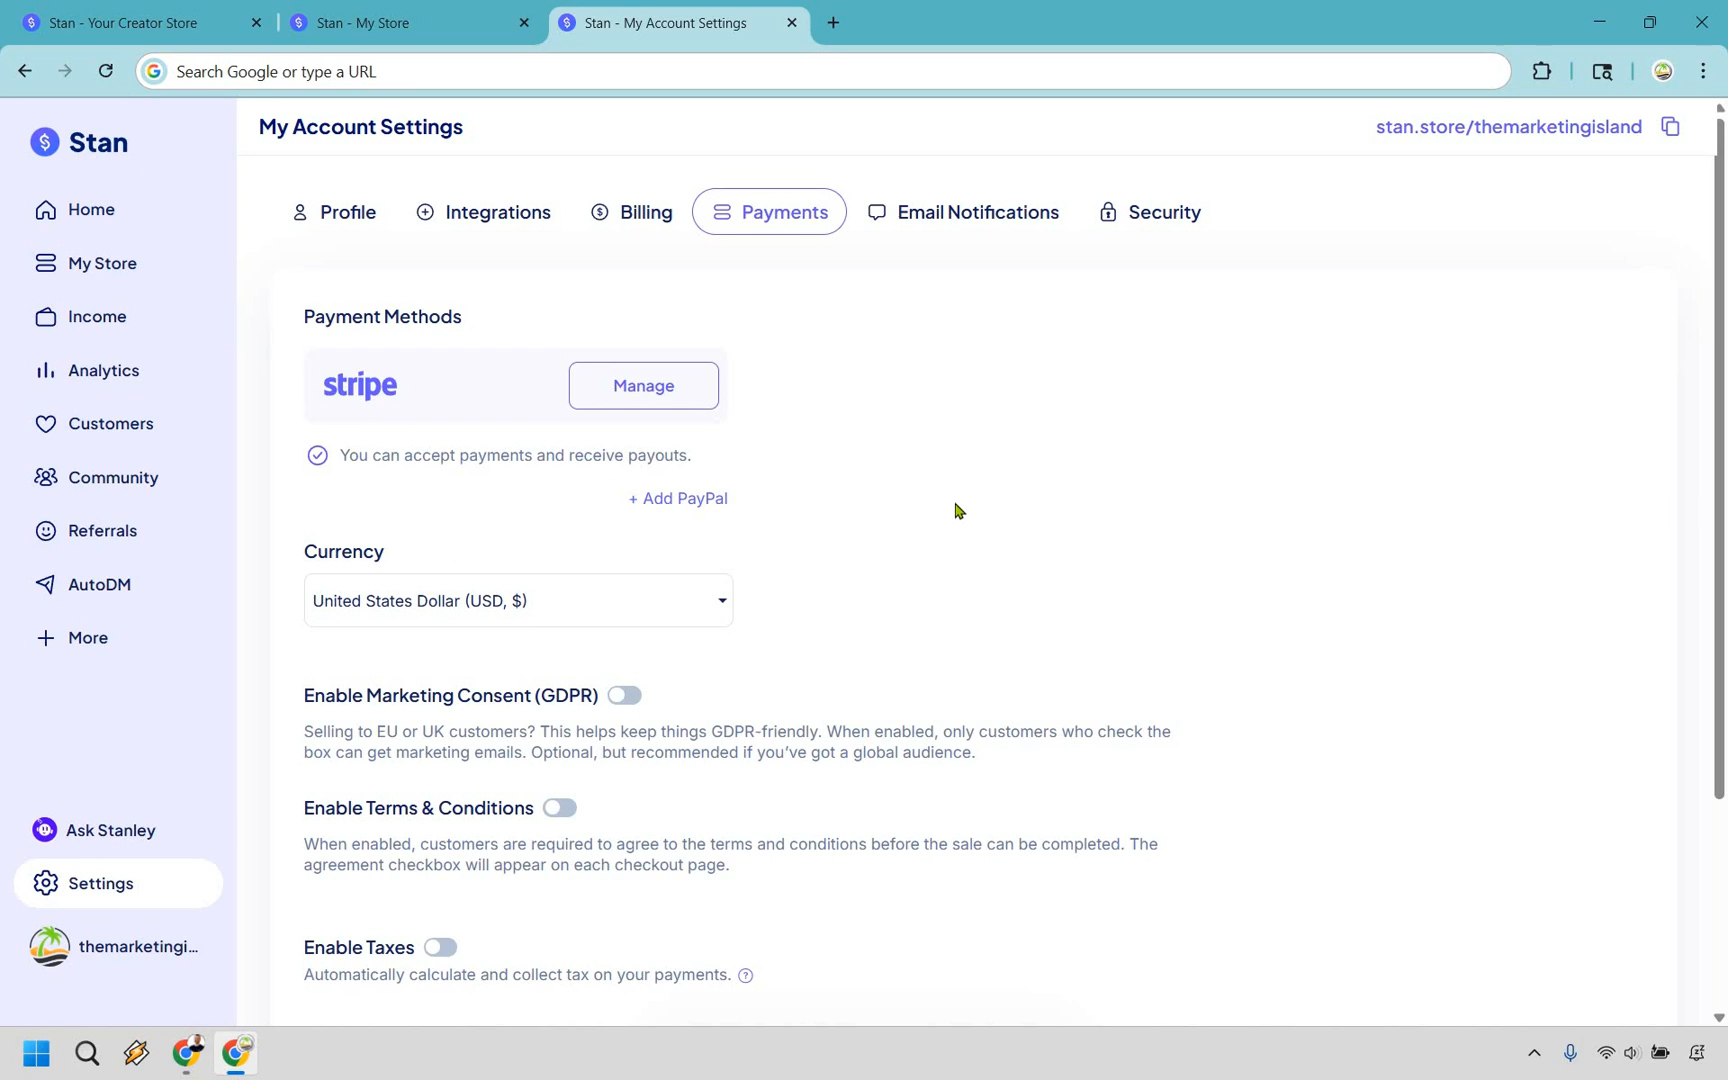 Stan - Your Creator Store
Stan - My Store
Stan - My Account Settings
Search Google or type a URL
Stan
My Account Settings
stan.store/themarketingisland
Home
My Store
Income
Analytics
Customers
Community
Referrals
AutoDM
More
Ask Stanley
Settings
themarketingi...
Profile
Integrations
Billing
Payments
Email Notifications
Security
Payment Methods
stripe
Manage
You can accept payments and receive payouts.
+ Add PayPal
Currency
United States Dollar (USD, $)
Enable Marketing Consent (GDPR)
Selling to EU or UK customers? This helps keep things GDPR-friendly. When enabled, only customers who check the
box can get marketing emails. Optional, but recommended if you've got a global audience.
Enable Terms & Conditions
When enabled, customers are required to agree to the terms and conditions before the sale can be completed. The
agreement checkbox will appear on each checkout page.
Enable Taxes
Automatically calculate and collect tax on your payments.